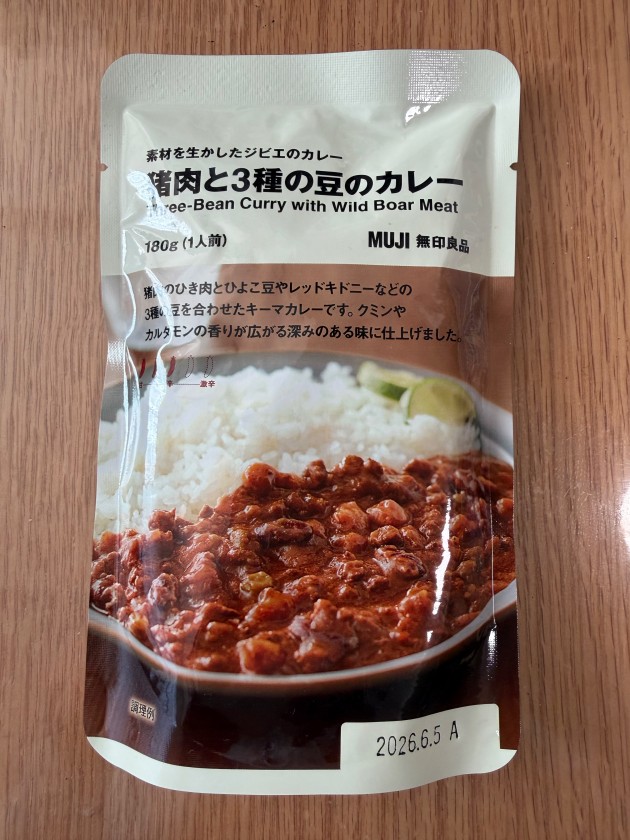 素材を生かしたジビエのカレー
猪肉と3種の豆のカレー
Three-Bean Curry with Wild Boar Meat
180g (1人前)
MUJI 無印良品
猪肉のひき肉とひよこ豆やレッドキドニーなどの
3種の豆を合わせたキーマカレーです。クミンや
カルダモンの香りが広がる深みのある味に仕上げました。
激辛
調理例
2026.6.5 A